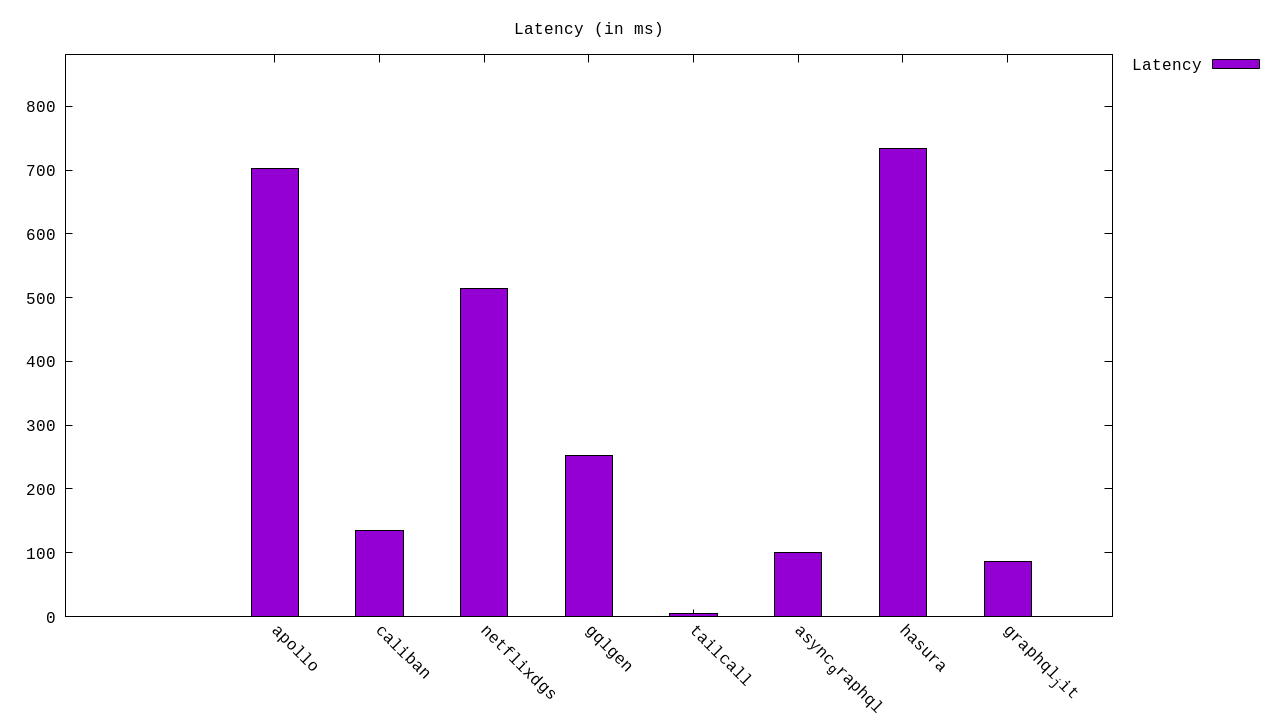 Latency (in ms)
Latency
800
700
600
500
400
300
200
100
0
apollo
caliban
netflixdgs
gqlgen
tailcall
async_graphql
hasura
graphql_jit